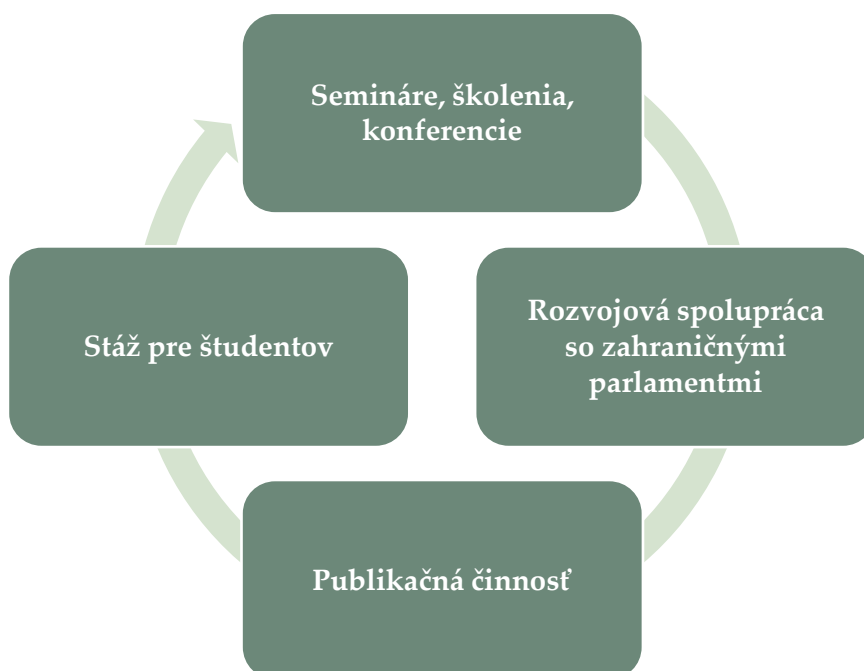 Semináre, školenia,
konferencie
Stáž pre študentov
Rozvojová spolupráca
so zahraničnými
parlamentmi
Publikačná činnosť